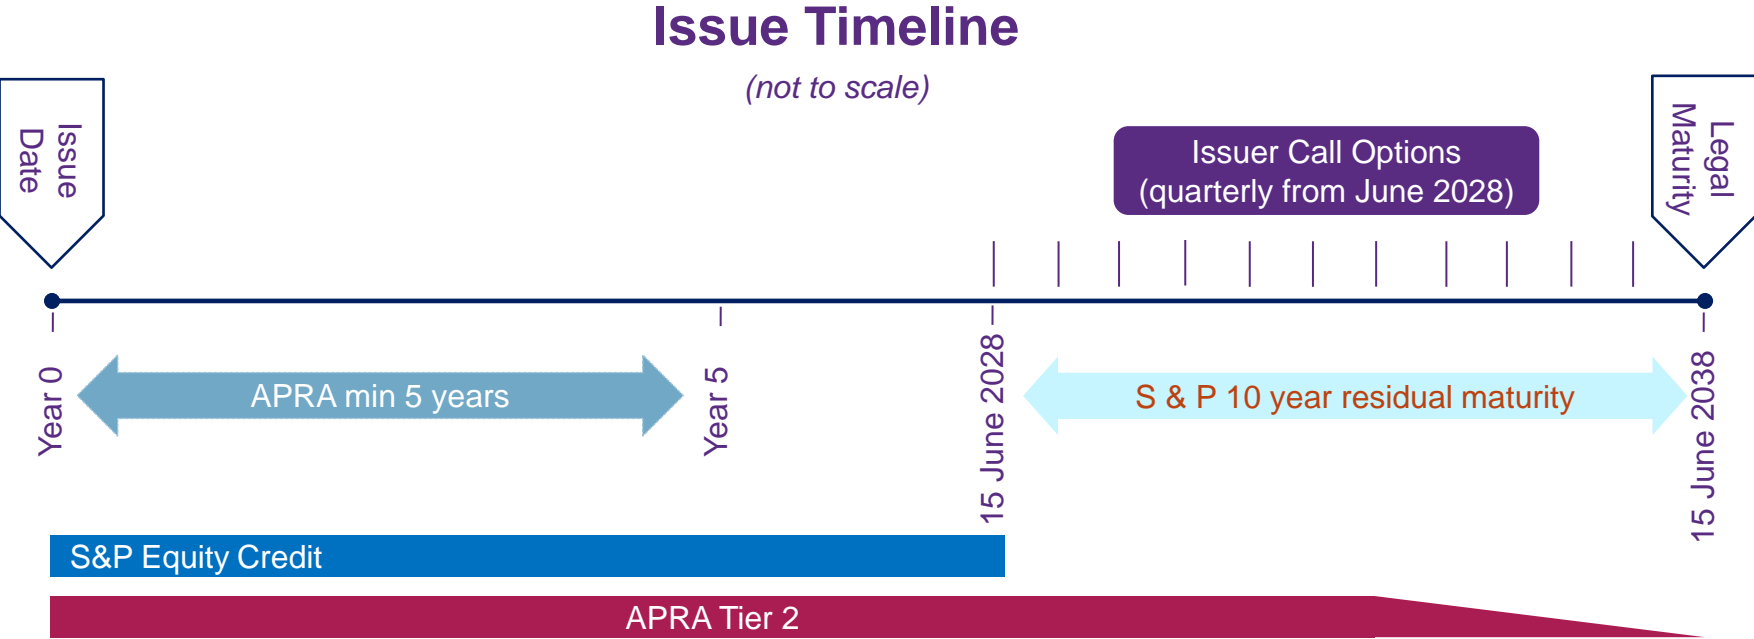 Issue Timeline
(not to scale)
Issue
Date
Issuer Call Options
(quarterly from June 2028)
Legal
Maturity
Year 0
APRA min 5 years
Year 5
15 June 2028
S & P 10 year residual maturity
15 June 2038
S&P Equity Credit
APRA Tier 2